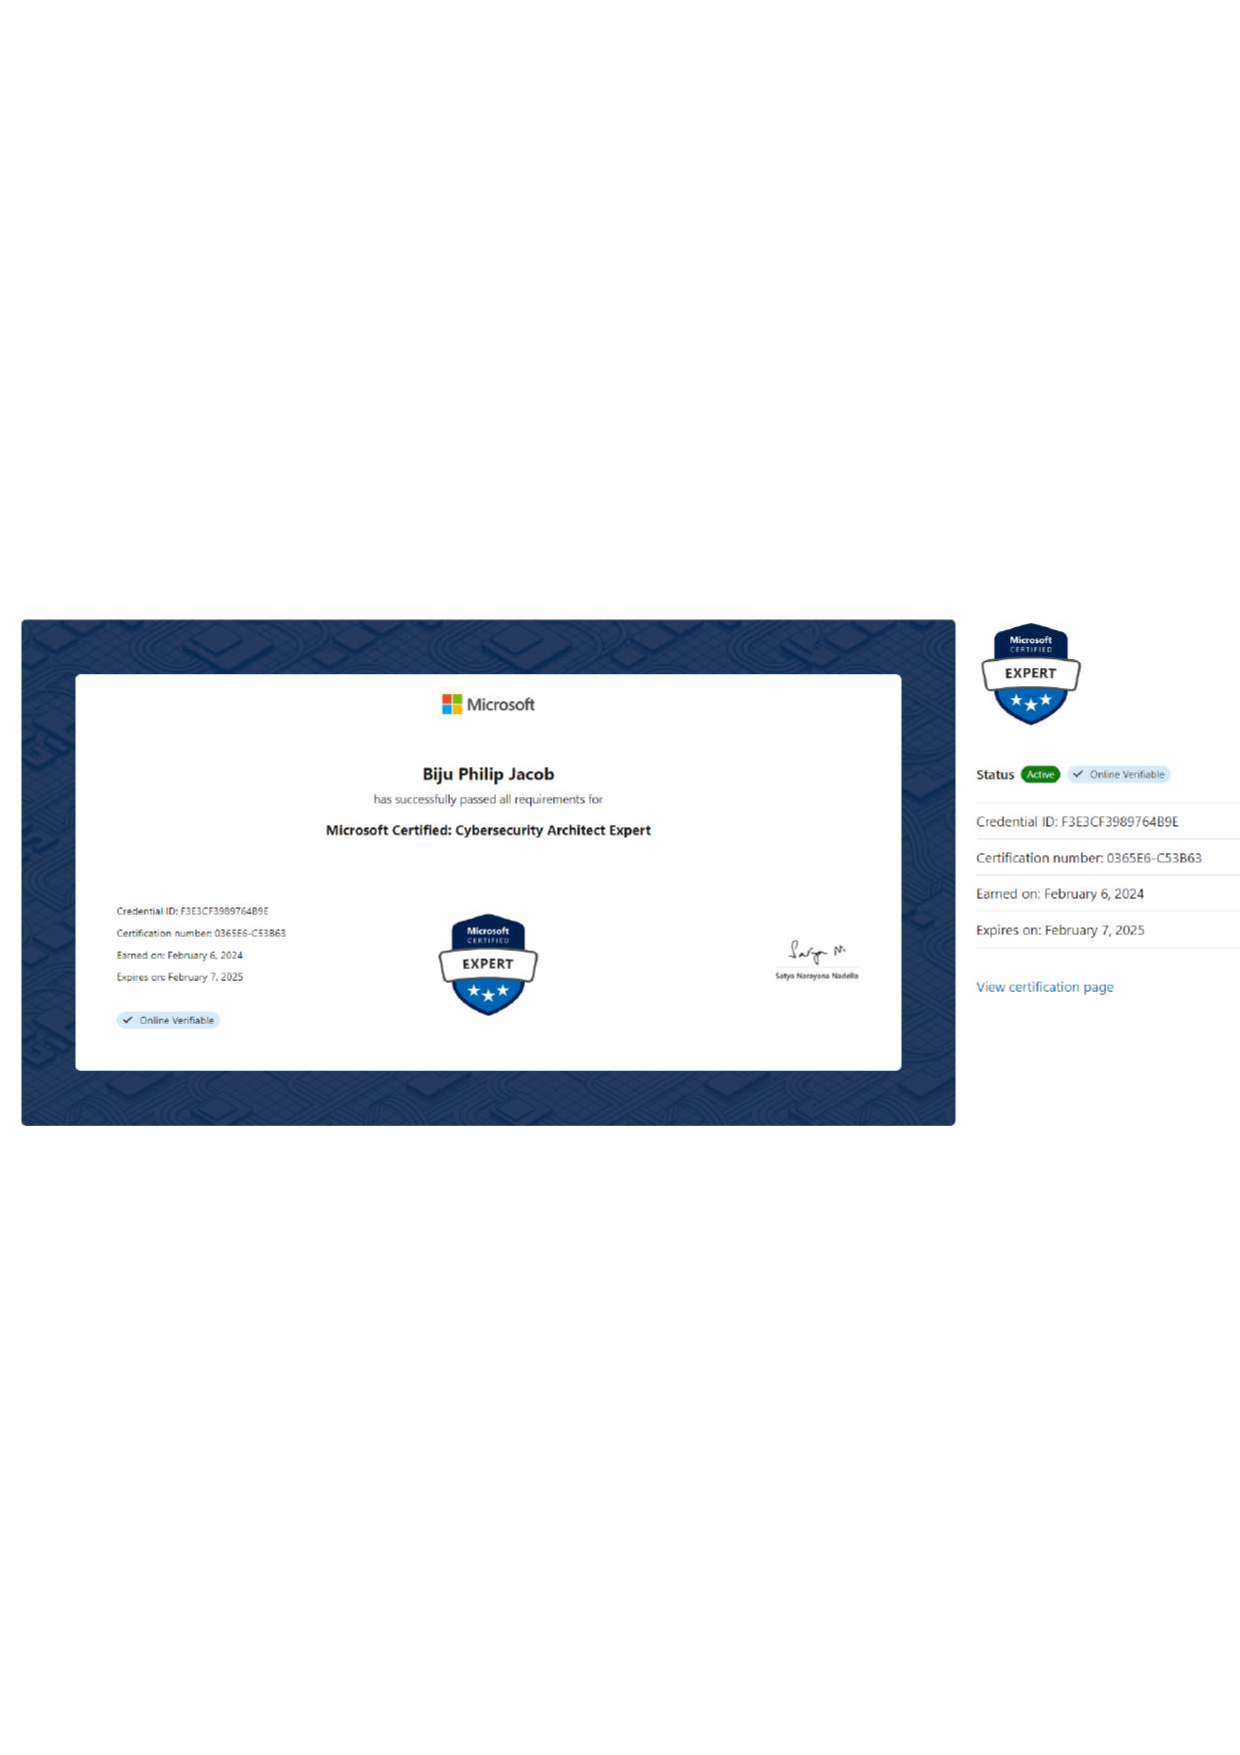 Microsoft
Biju Philip Jacob
has successfully passed all requirements for
Microsoft Certified: Cybersecurity Architect Expert
Credential ID: F3E3CF3989764B9E
Certification number: 0365E6-C53B63
Earned on: February 6, 2024
Expires on: February 7, 2025
Online Verifiable
Microsoft
CERTIFIED
EXPERT
Satya N.
Satya Narayana Nadella
Microsoft
CERTIFIED
EXPERT
Status Active Online Verifiable
Credential ID: F3E3CF3989764B9E
Certification number: 0365E6-C53B63
Earned on: February 6, 2024
Expires on: February 7, 2025
View certification page